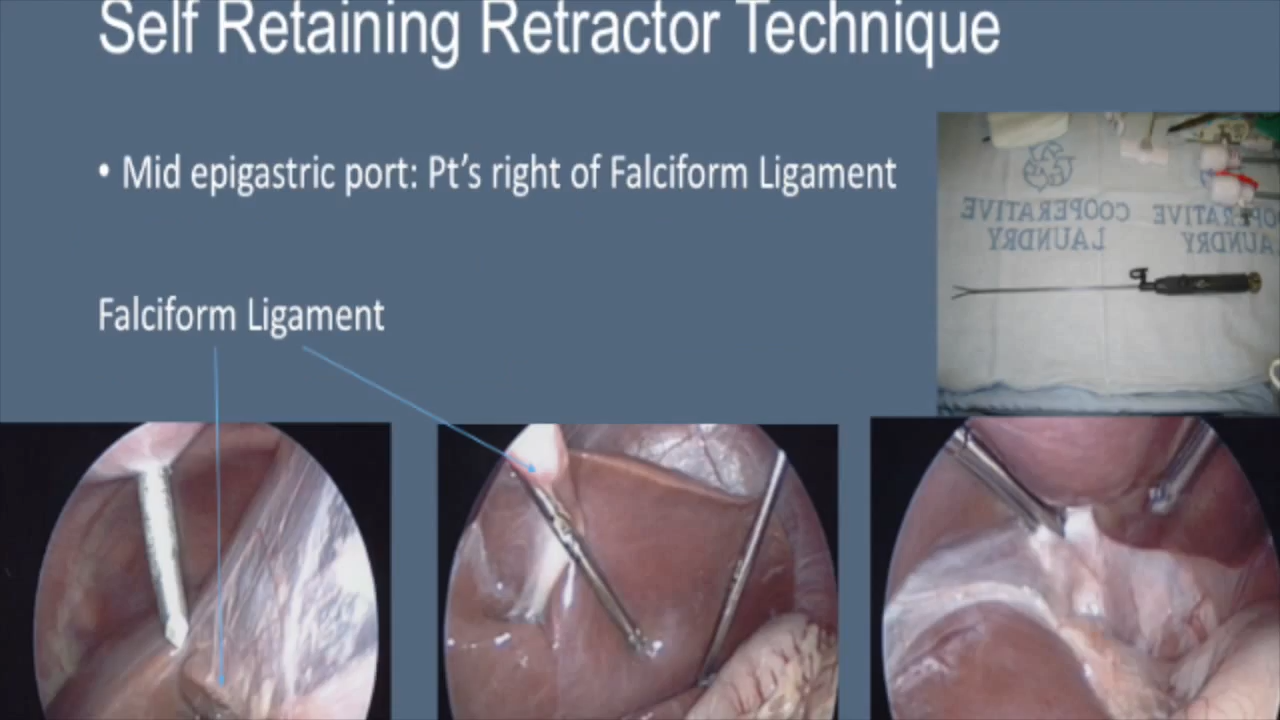 Self Retaining Retractor Technique
• Mid epigastric port: Pt's right of Falciform Ligament
Falciform Ligament
COOPERATIVE
LAUNDRY
COOPERATIVE
LAUNDRY